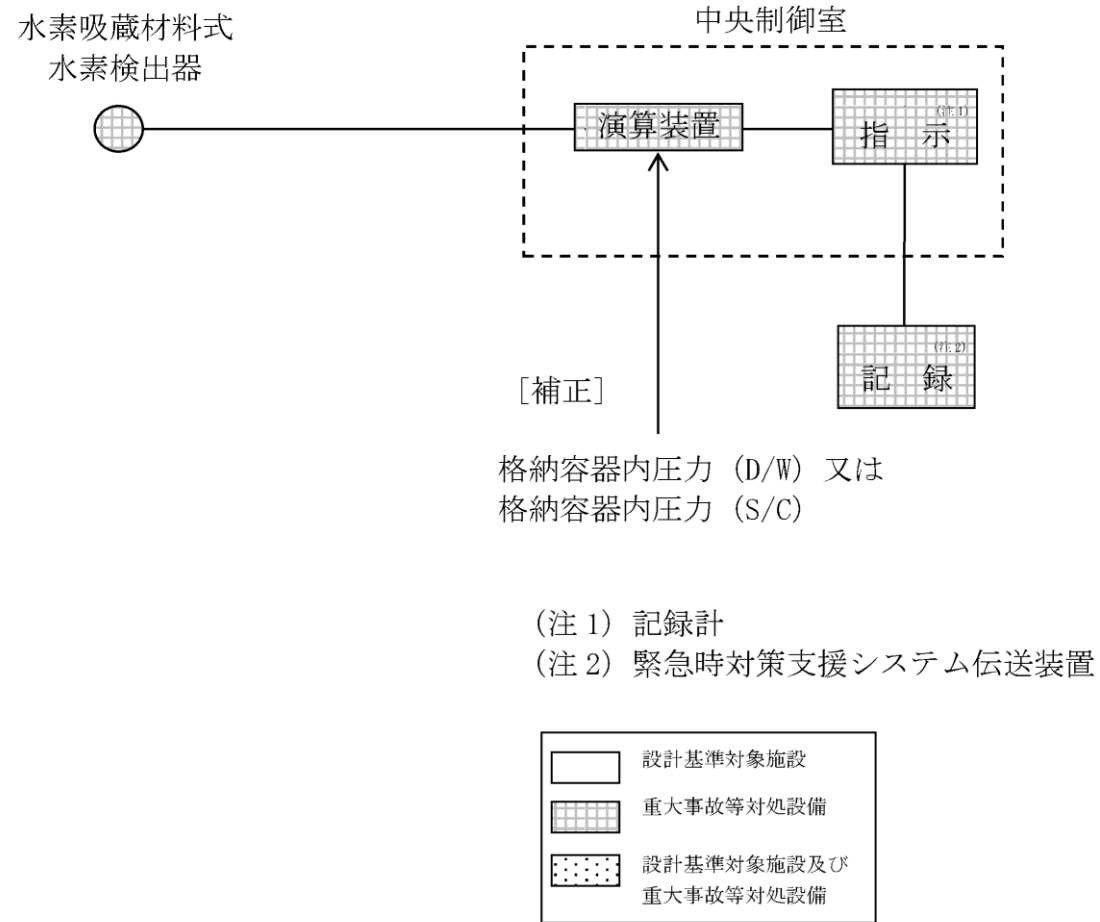 水素吸蔵材料式
水素検出器
中央制御室
演算装置
指　示
(注1)
記　録
(注2)
［補正］
格納容器内圧力 (D/W) 又は
格納容器内圧力 (S/C)
(注1) 記録計
(注2) 緊急時対策支援システム伝送装置
設計基準対象施設
重大事故等対処設備
設計基準対象施設及び
重大事故等対処設備